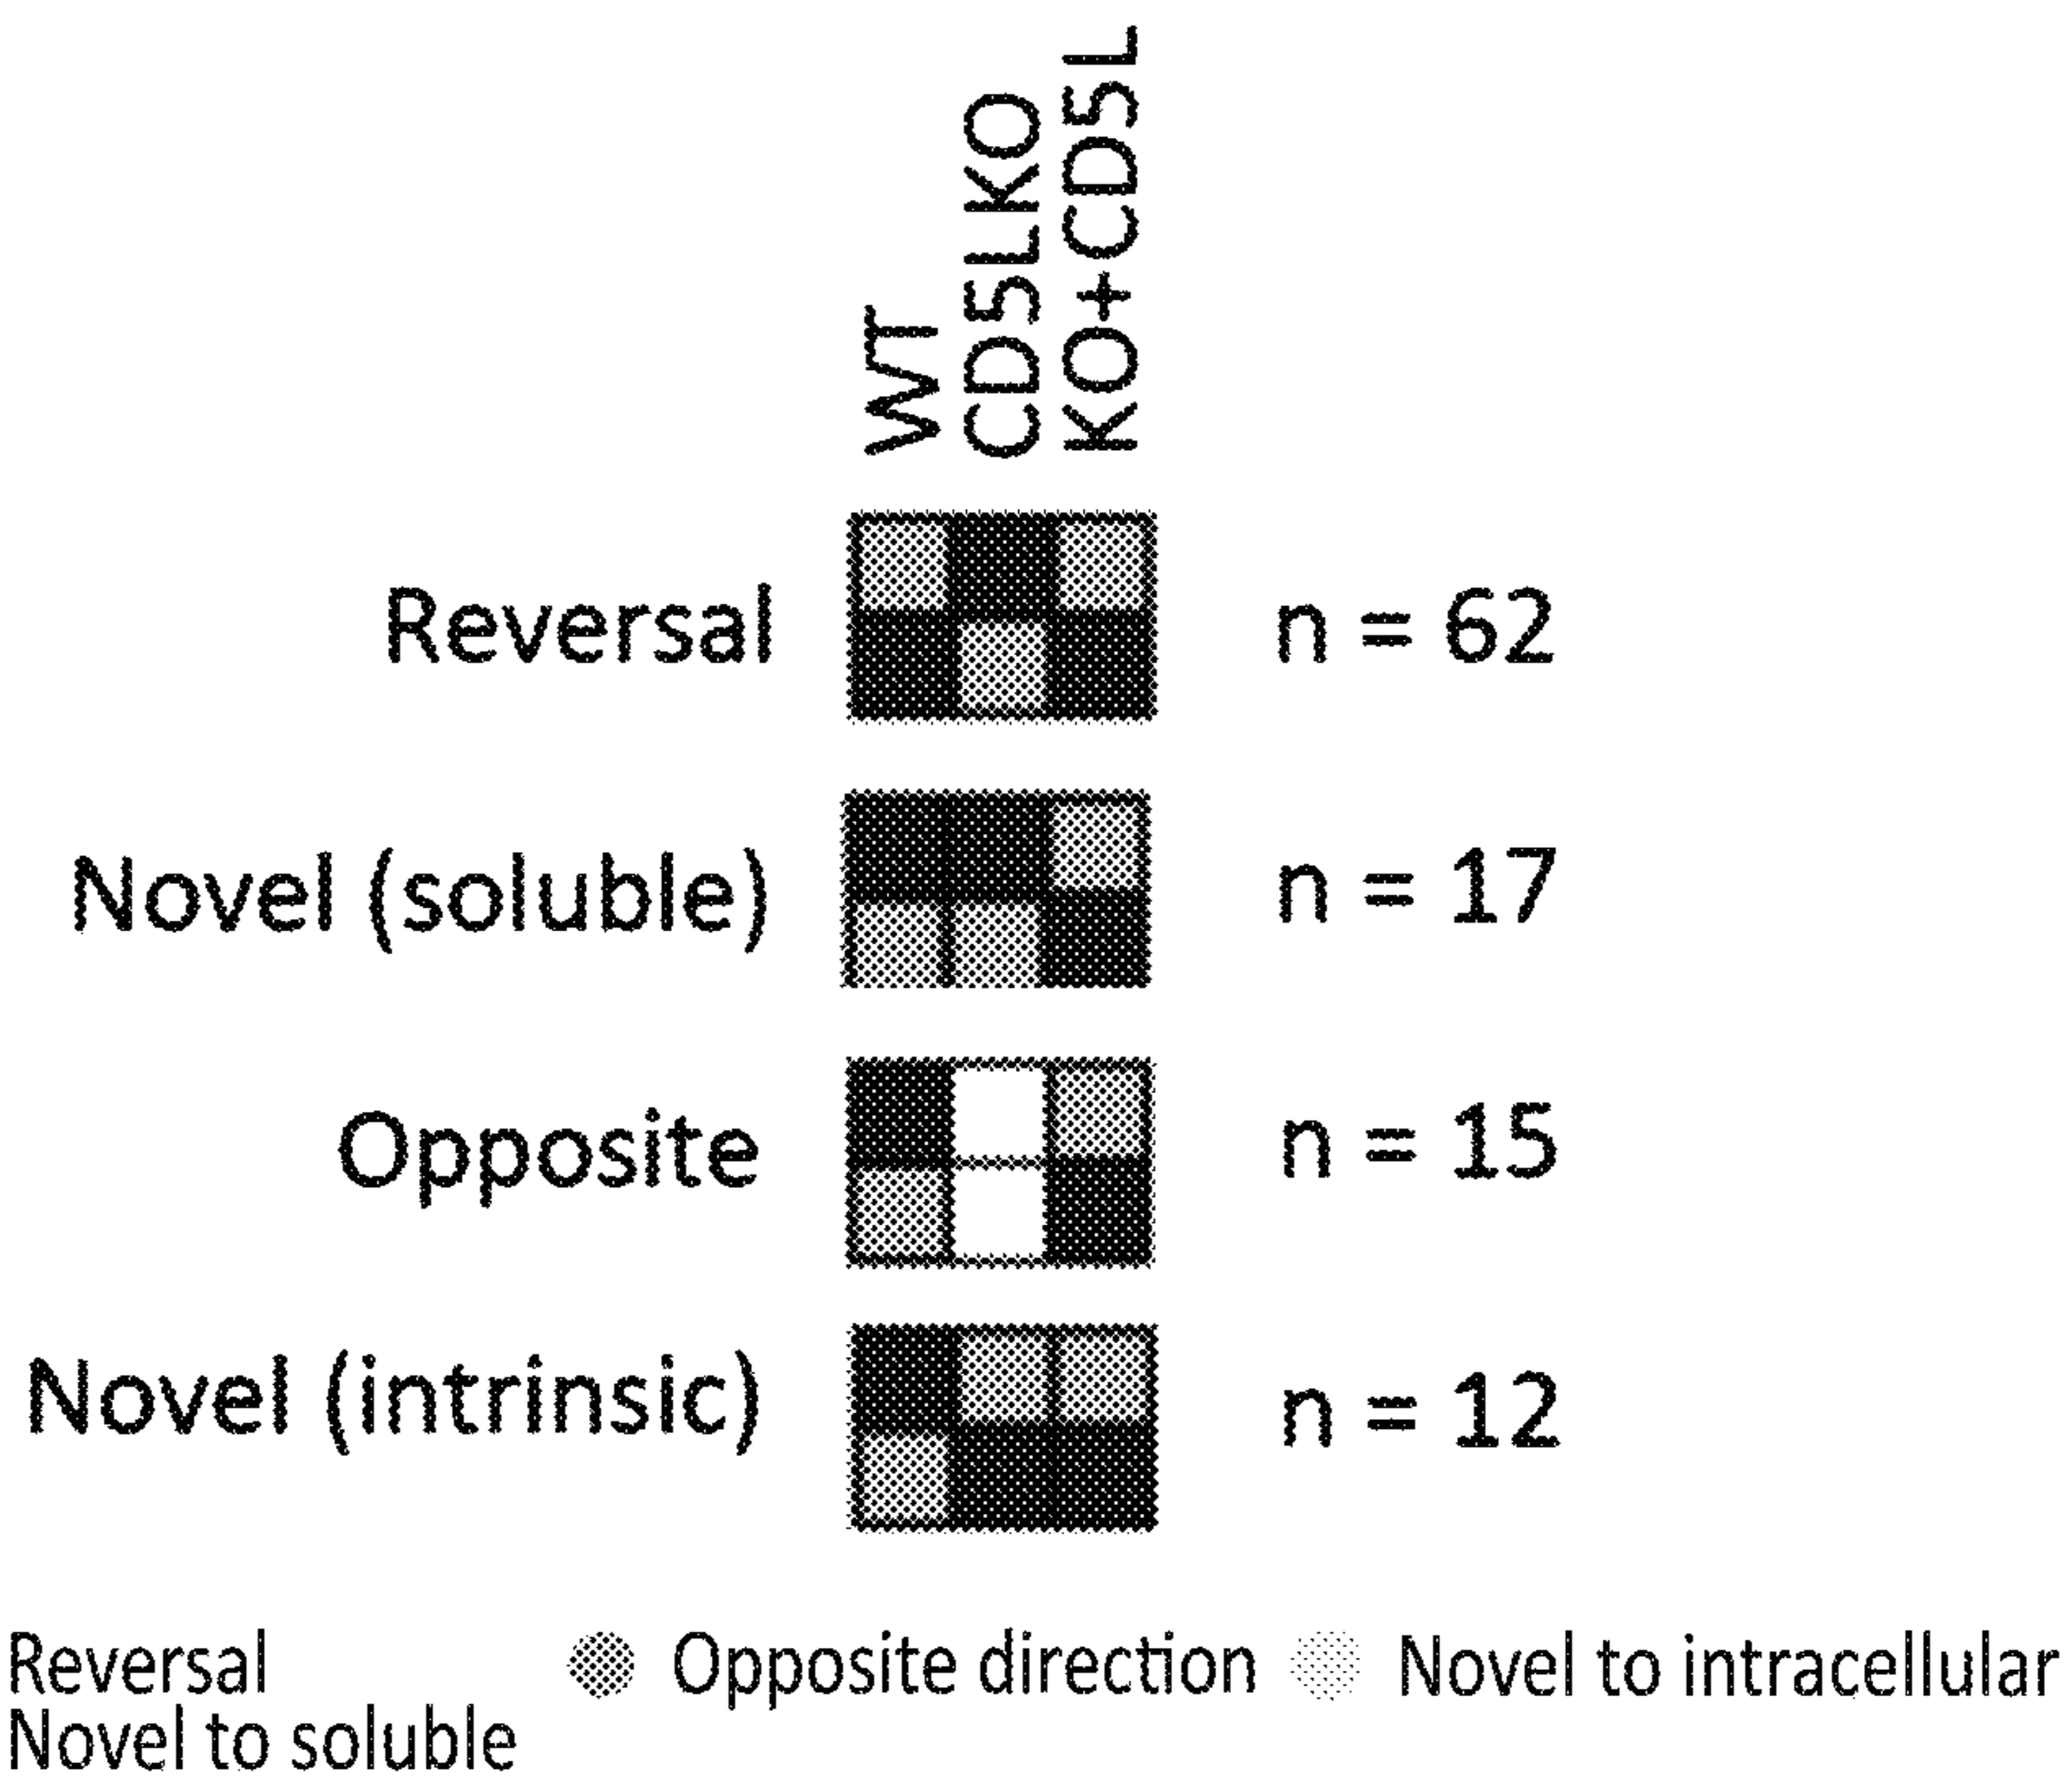 WT
CD5LKO
KO+CD5L
Reversal n = 62
Novel (soluble) n = 17
Opposite n = 15
Novel (intrinsic) n = 12
Reversal Opposite direction Novel to intracellular
Novel to soluble